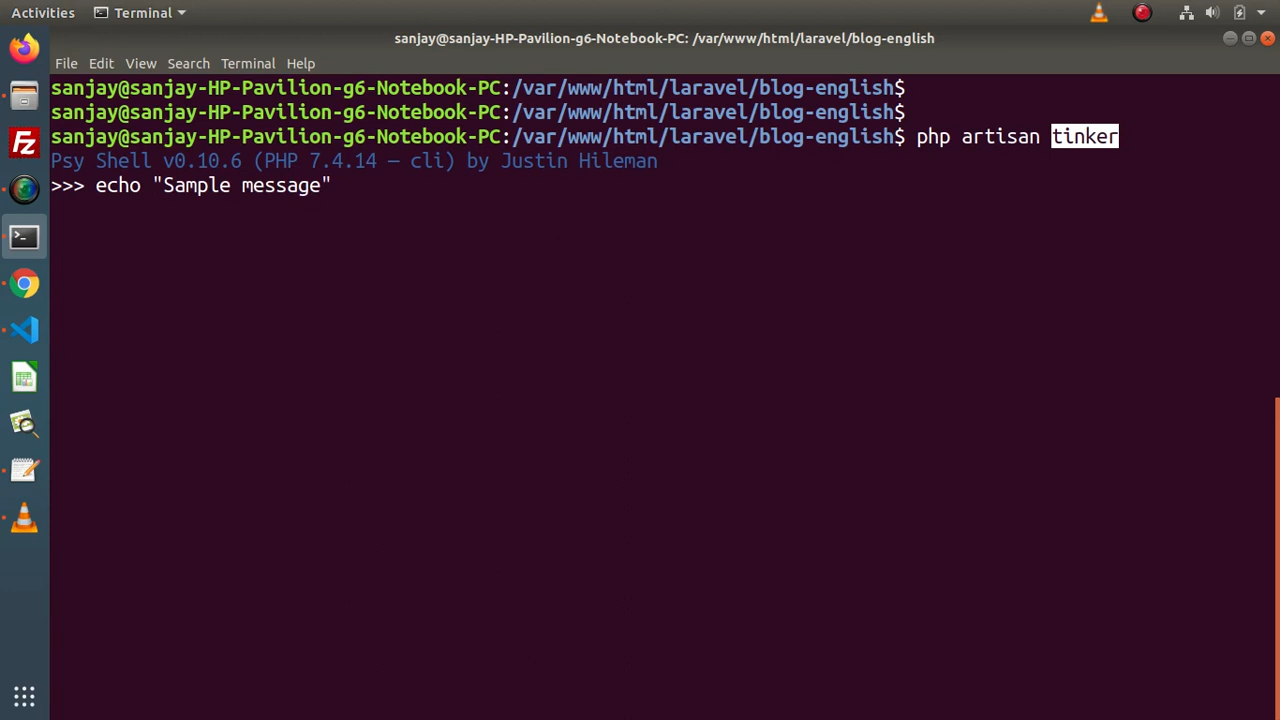 Activities Terminal
sanjay@sanjay-HP-Pavilion-g6-Notebook-PC: /var/www/html/laravel/blog-english
File Edit View Search Terminal Help
sanjay@sanjay-HP-Pavilion-g6-Notebook-PC:/var/www/html/laravel/blog-english$
sanjay@sanjay-HP-Pavilion-g6-Notebook-PC:/var/www/html/laravel/blog-english$
sanjay@sanjay-HP-Pavilion-g6-Notebook-PC:/var/www/html/laravel/blog-english$ php artisan tinker
Psy Shell v0.10.6 (PHP 7.4.14 — cli) by Justin Hileman
>>> echo "Sample message"